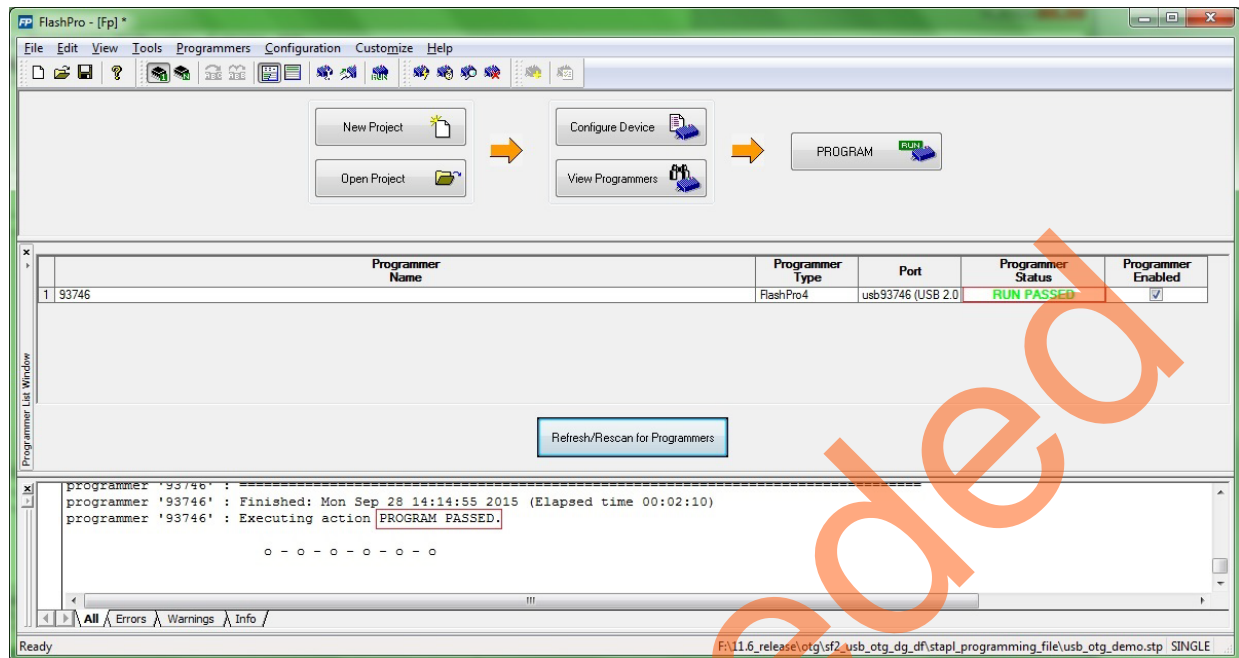 FP FlashPro - [Fp] *
File Edit View Tools Programmers Configuration Customize Help
New Project
Configure Device
PROGRAM
RUN
Open Project
View Programmers
Programmer Name
Programmer Type
Port
Programmer Status
Programmer Enabled
1 93746 FlashPro4 usb93746 (USB 2.0 RUN PASSED
Programmer List Window
Refresh/Rescan for Programmers
programmer '93746' : =====================================================================================
programmer '93746' : Finished: Mon Sep 28 14:14:55 2015 (Elapsed time 00:02:10)
programmer '93746' : Executing action PROGRAM PASSED.
o - o - o - o - o - o
All Errors Warnings Info
Ready F:\11.6_release\otg\sf2_usb_otg_dg_df\stapl_programming_file\usb_otg_demo.stp SINGLE
ded